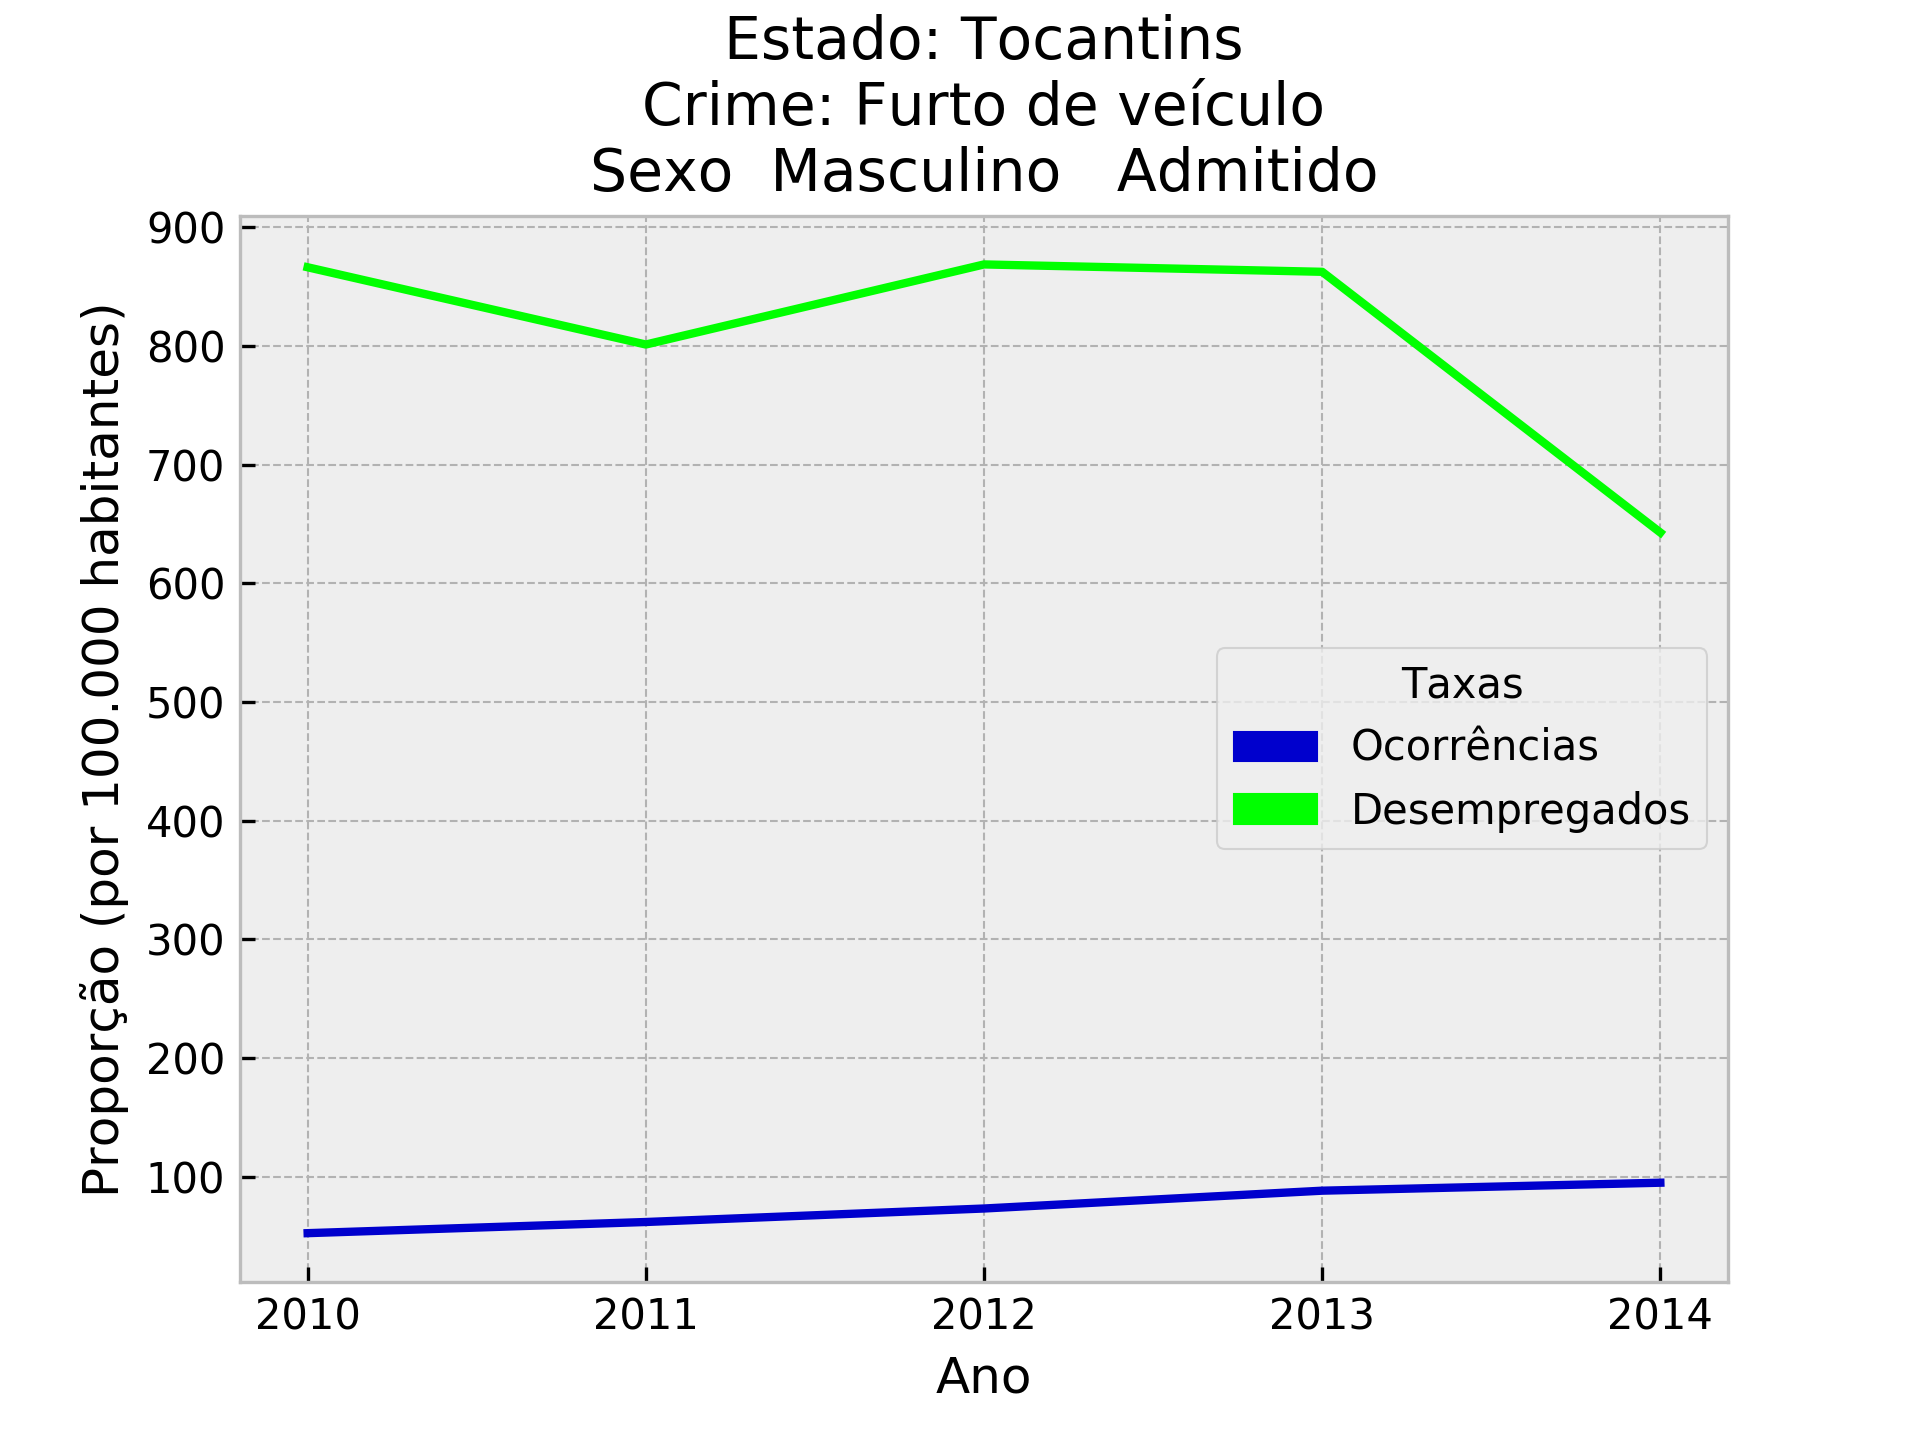 Estado: Tocantins
Crime: Furto de veículo
Sexo  Masculino   Admitido
Proporção (por 100.000 habitantes)
900
800
700
600
500
400
300
200
100
Taxas
Ocorrências
Desempregados
2010 2011 2012 2013 2014
Ano